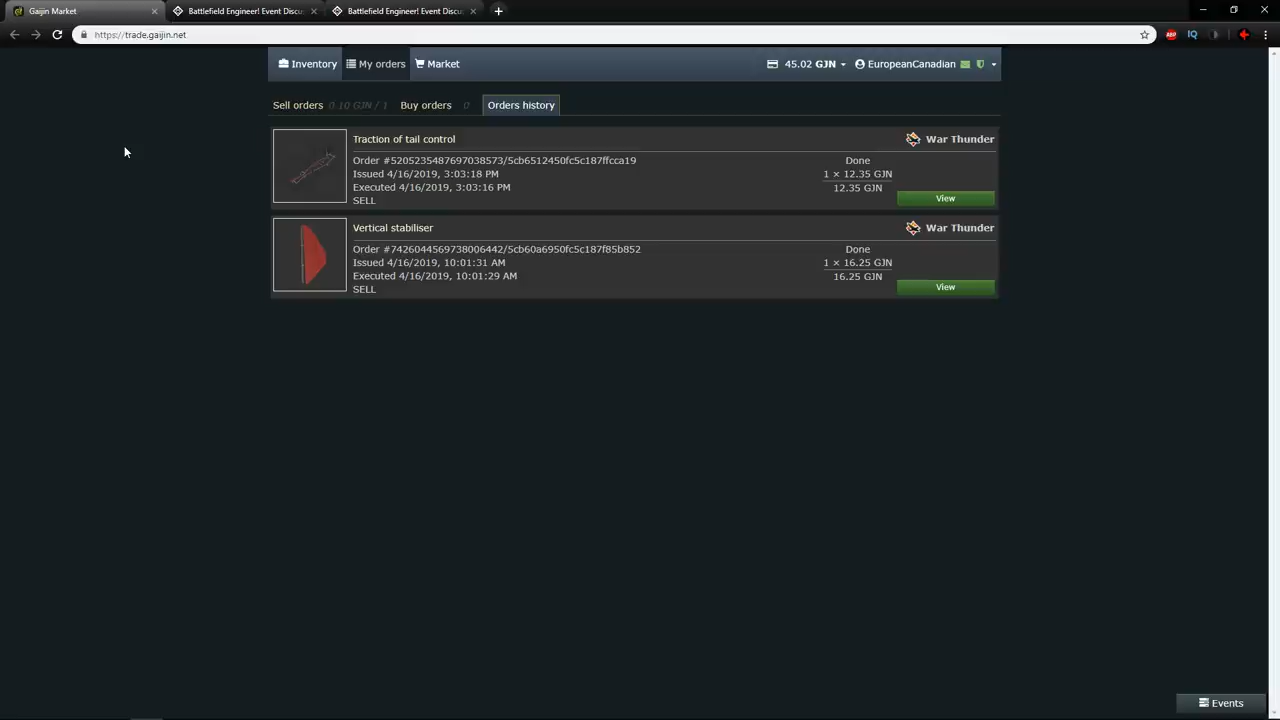 Gaijin Market
Battlefield Engineer! Event Discu
Battlefield Engineer! Event Discu
https://trade.gaijin.net
ABP
IQ
Inventory
My orders
Market
45.02 GJN
EuropeanCanadian
Sell orders 0.10 GJN / 1
Buy orders 0
Orders history
Traction of tail control
War Thunder
Order #5205235487697038573/5cb6512450fc5c187ffcca19
Done
Issued 4/16/2019, 3:03:18 PM
1 × 12.35 GJN
Executed 4/16/2019, 3:03:16 PM
12.35 GJN
SELL
View
Vertical stabiliser
War Thunder
Order #7426044569738006442/5cb60a6950fc5c187f85b852
Done
Issued 4/16/2019, 10:01:31 AM
1 × 16.25 GJN
Executed 4/16/2019, 10:01:29 AM
16.25 GJN
SELL
View
Events